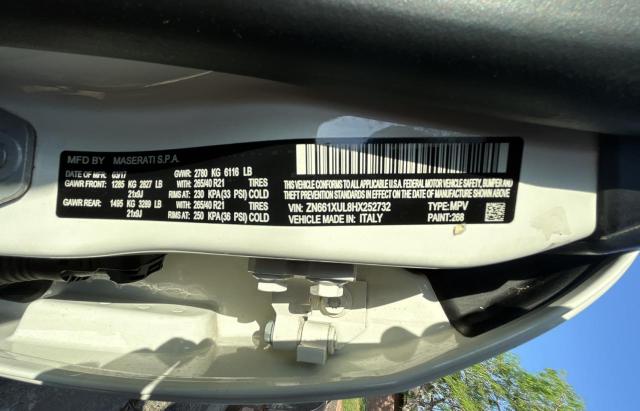 MFD BY MASERATI S.P.A.
DATE OF MFR: 03/17 GWR: 2780 KG 6116 LB
GAWR FRONT: 1285 KG 2827 LB WITH: 265/40 R21 TIRES
21x9J RIMS AT: 230 KPA (33 PSI) COLD
GAWR REAR: 1495 KG 3289 LB WITH: 265/40 R21 TIRES
21x9J RIMS AT: 250 KPA (36 PSI) COLD
THIS VEHICLE CONFORMS TO ALL APPLICABLE U.S.A. FEDERAL MOTOR VEHICLE SAFETY, BUMPER AND
THEFT PREVENTION STANDARDS IN EFFECT ON THE DATE OF MANUFACTURE SHOWN ABOVE.
VIN: ZN661XUL8HX252732 TYPE: MPV
VEHICLE MADE IN: ITALY PAINT: 268